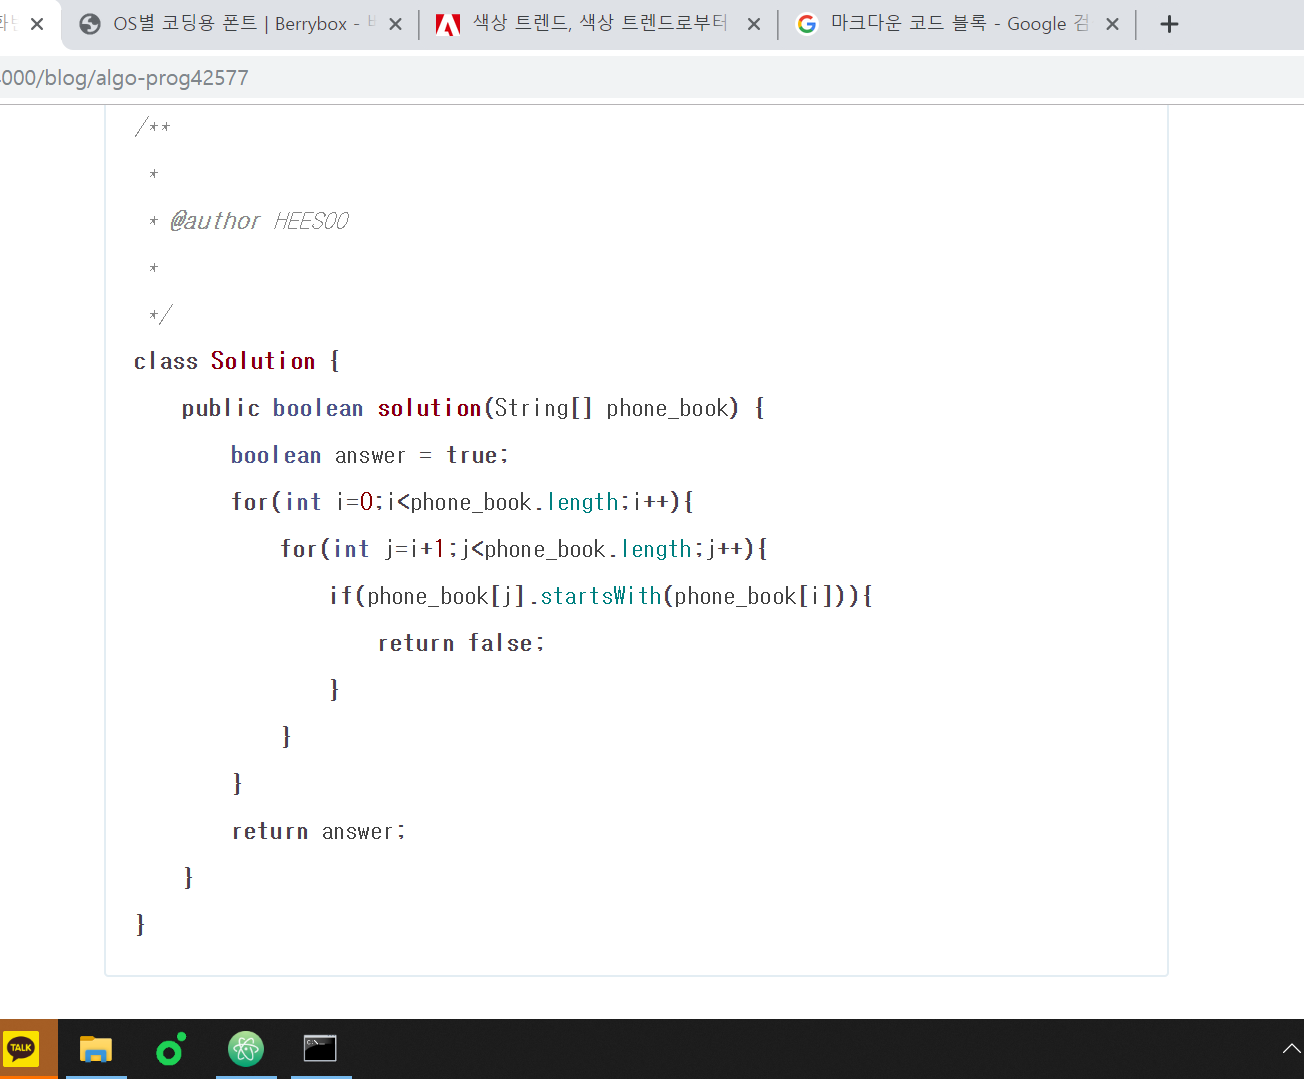 OS별 코딩용 폰트 | Berrybox -
색상 트렌드, 색상 트렌드로부터
마크다운 코드 블록 - Google 검
000/blog/algo-prog42577
/**
*
* @author HEESOO
*
*/
class Solution {
public boolean solution(String[] phone_book) {
boolean answer = true;
for(int i=0;i<phone_book.length;i++){
for(int j=i+1;j<phone_book.length;j++){
if(phone_book[j].startsWith(phone_book[i])){
return false;
}
}
}
return answer;
}
}
TALK